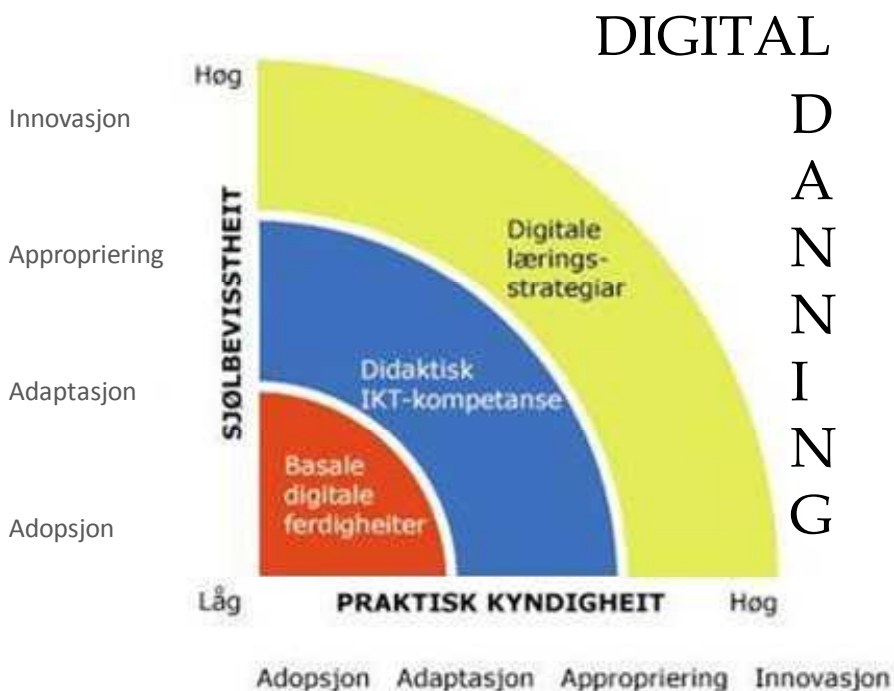 DIGITAL
DANNING
Høg
Innovasjon
Appropriering
Adaptasjon
Adopsjon
SJØLBEVISSTHEIT
Digitale
lærings-
strategiar
Didaktisk
IKT-kompetanse
Basale
digitale
ferdigheiter
Låg
PRAKTISK KYNDIGHEIT
Høg
Adopsjon Adaptasjon Appropriering Innovasjon